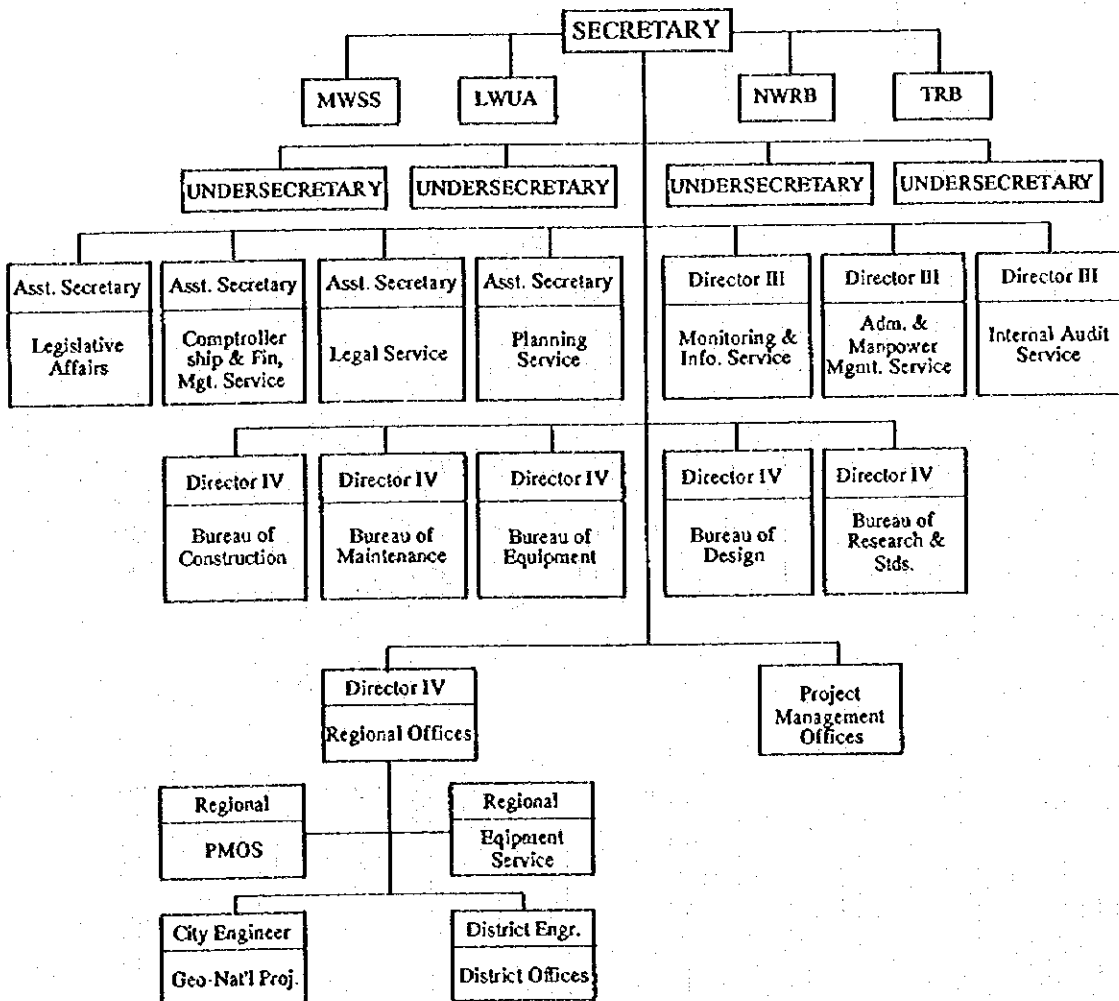 SECRETARY
MWSS
LWUA
NWRB
TRB
UNDERSECRETARY
UNDERSECRETARY
UNDERSECRETARY
UNDERSECRETARY
Asst. Secretary
Legislative
Affairs
Asst. Secretary
Comptroller
ship & Fin,
Mgt. Service
Asst. Secretary
Legal Service
Asst. Secretary
Planning
Service
Director III
Monitoring &
Info. Service
Director III
Adm. &
Manpower
Mgmt. Service
Director III
Internal Audit
Service
Director IV
Bureau of
Construction
Director IV
Bureau of
Maintenance
Director IV
Bureau of
Equipment
Director IV
Bureau of
Design
Director IV
Bureau of
Research &
Stds.
Director IV
Regional Offices
Project
Management
Offices
Regional
PMOS
Regional
Eqipment
Service
City Engineer
Geo-Nat'l Proj.
District Engr.
District Offices